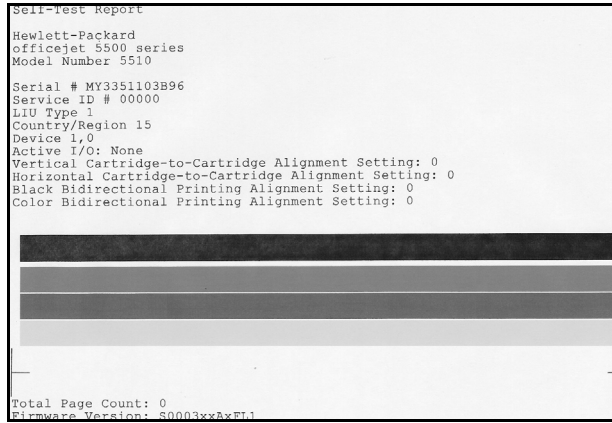 Self-Test Report
Hewlett-Packard
officejet 5500 series
Model Number 5510
Serial # MY3351103B96
Service ID # 00000
LIU Type 1
Country/Region 15
Device 1,0
Active I/O: None
Vertical Cartridge-to-Cartridge Alignment Setting: 0
Horizontal Cartridge-to-Cartridge Alignment Setting: 0
Black Bidirectional Printing Alignment Setting: 0
Color Bidirectional Printing Alignment Setting: 0
Total Page Count: 0
Firmware Version: S0003xxAxFL1